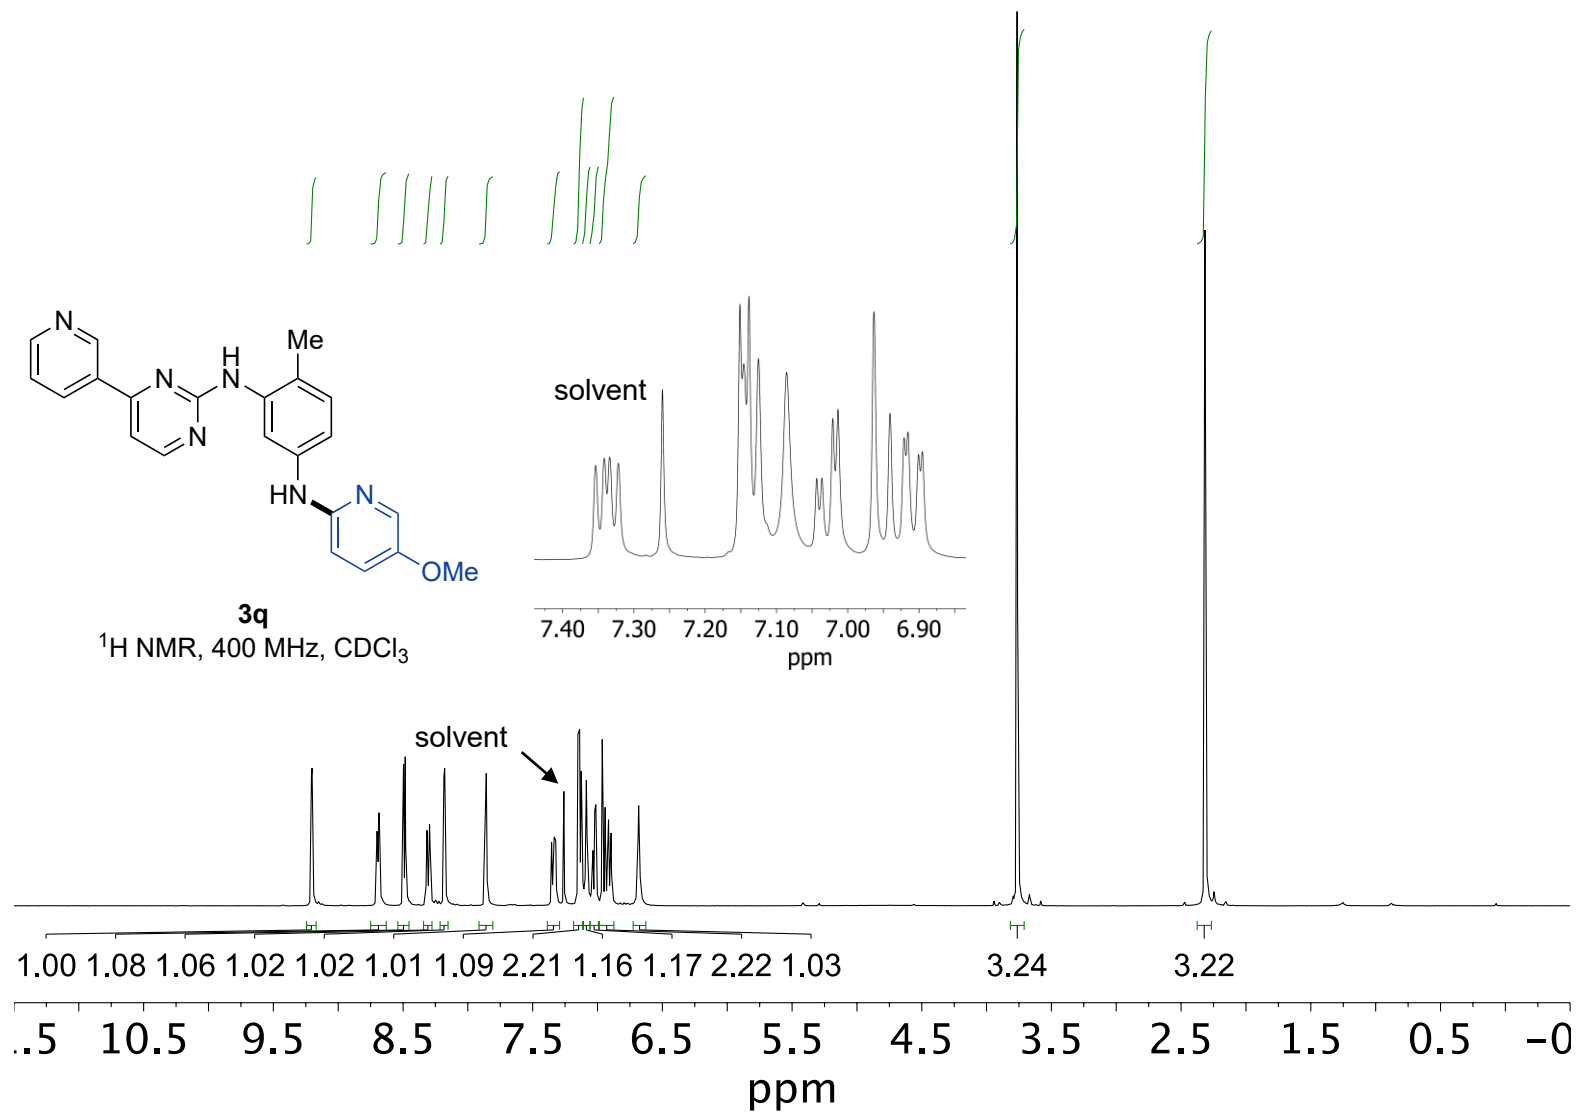 N
H
N
Me
N
N
HN
N
OMe
3q
¹H NMR, 400 MHz, CDCl₃
solvent
7.40 7.30 7.20 7.10 7.00 6.90
ppm
solvent
1.00 1.08 1.06 1.02 1.02 1.01 1.09 2.21 1.16 1.17 2.22 1.03 3.24 3.22
.5 10.5 9.5 8.5 7.5 6.5 5.5 4.5 3.5 2.5 1.5 0.5 −0
ppm